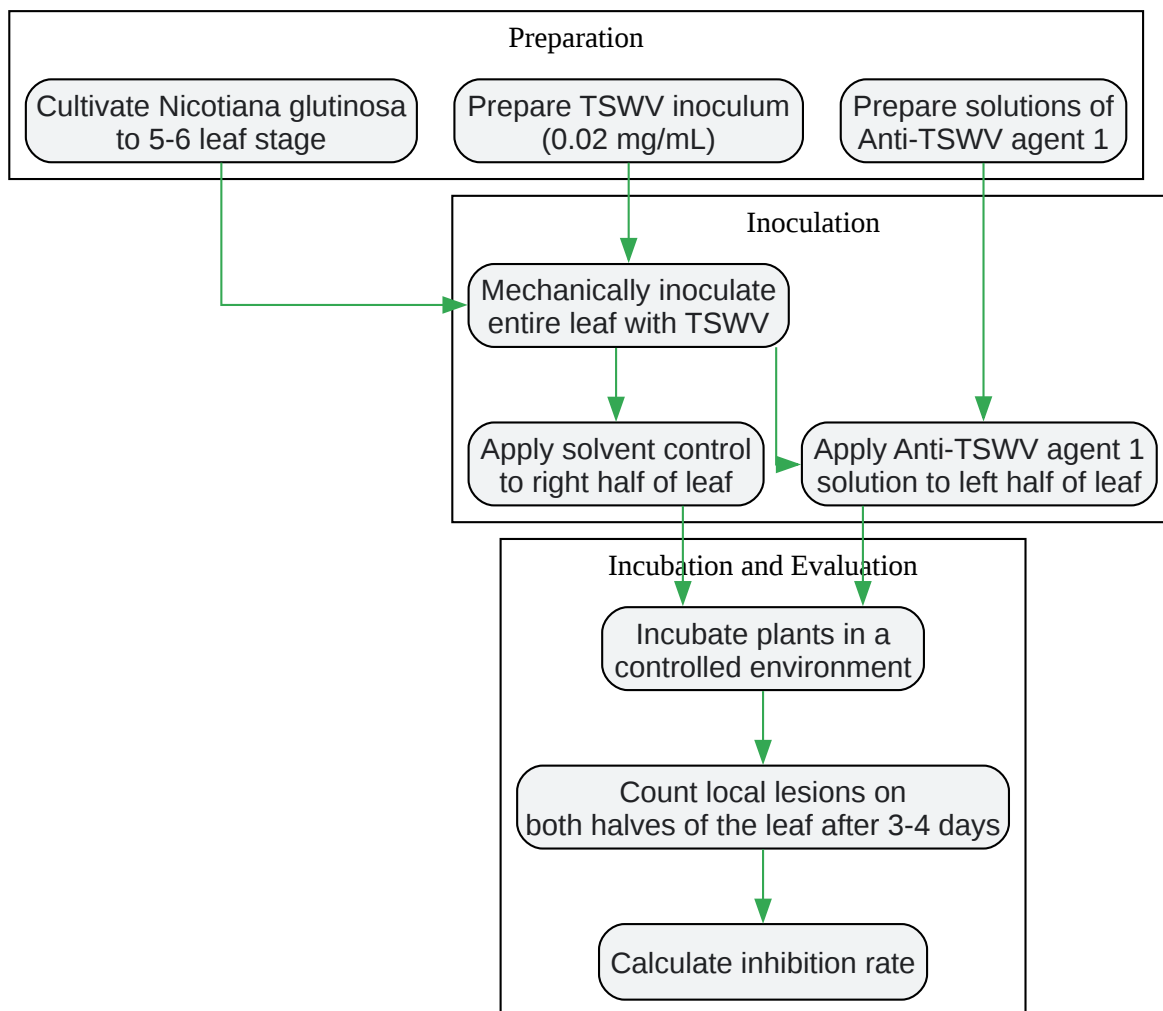 Preparation
Cultivate Nicotiana glutinosa
to 5-6 leaf stage
Prepare TSWV inoculum
(0.02 mg/mL)
Prepare solutions of
Anti-TSWV agent 1
Inoculation
Mechanically inoculate
entire leaf with TSWV
Apply solvent control
to right half of leaf
Apply Anti-TSWV agent 1
solution to left half of leaf
Incubation and Evaluation
Incubate plants in a
controlled environment
Count local lesions on
both halves of the leaf after 3-4 days
Calculate inhibition rate